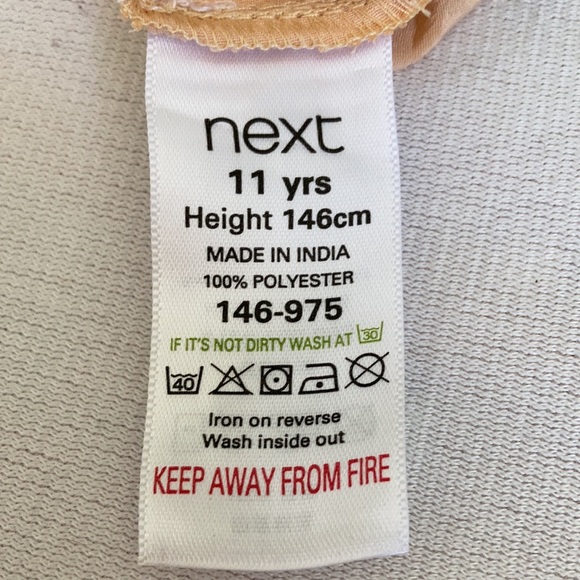 next
11 yrs
Height 146cm
MADE IN INDIA
100% POLYESTER
146-975
IF IT'S NOT DIRTY WASH AT 30
40
Iron on reverse
Wash inside out
KEEP AWAY FROM FIRE